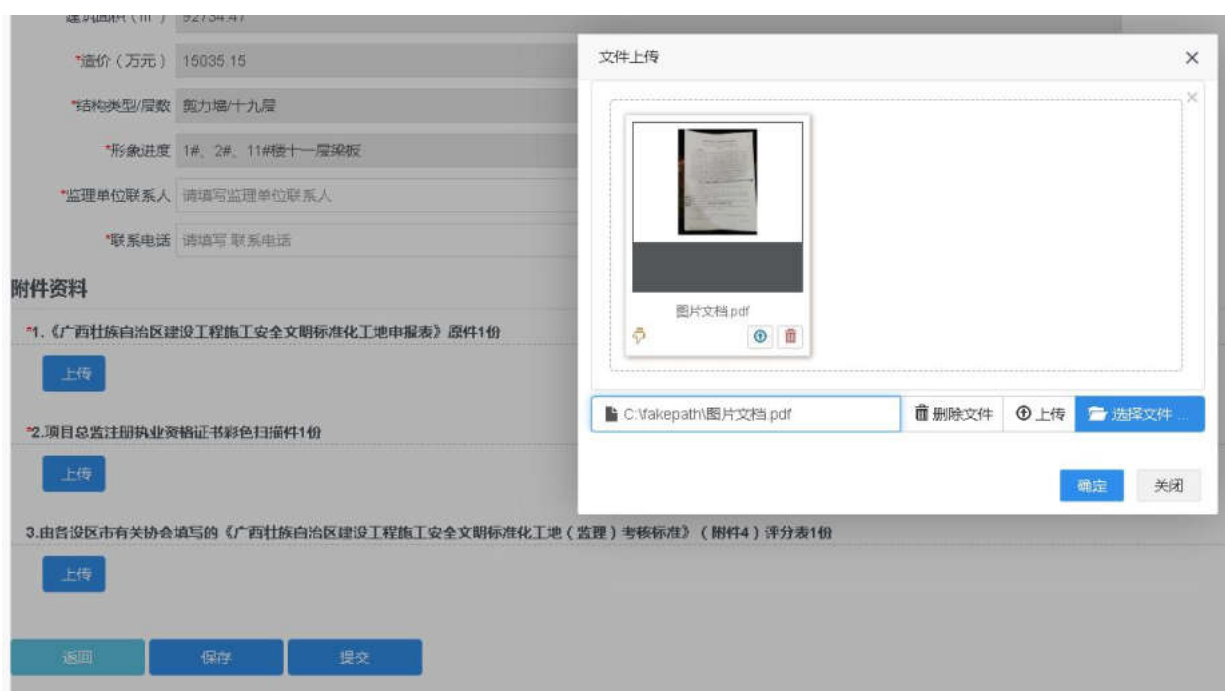 建筑面积（㎡） 92734.47
*造价（万元） 15035.15
*结构类型/层数 剪力墙/十九层
*形象进度 1#、2#、11#楼十一层梁板
*监理单位联系人 请填写监理单位联系人
*联系电话 请填写 联系电话
附件资料
*1.《广西壮族自治区建设工程施工安全文明标准化工地申报表》原件1份
上传
*2.项目总监注册执业资格证书彩色扫描件1份
上传
3.由各设区市有关协会填写的《广西壮族自治区建设工程施工安全文明标准化工地（监理）考核标准》（附件4）评分表1份
上传
返回 保存 提交
文件上传 ×
×
图片文档.pdf
C:\fakepath\图片文档.pdf 删除文件 上传 选择文件 ...
确定 关闭